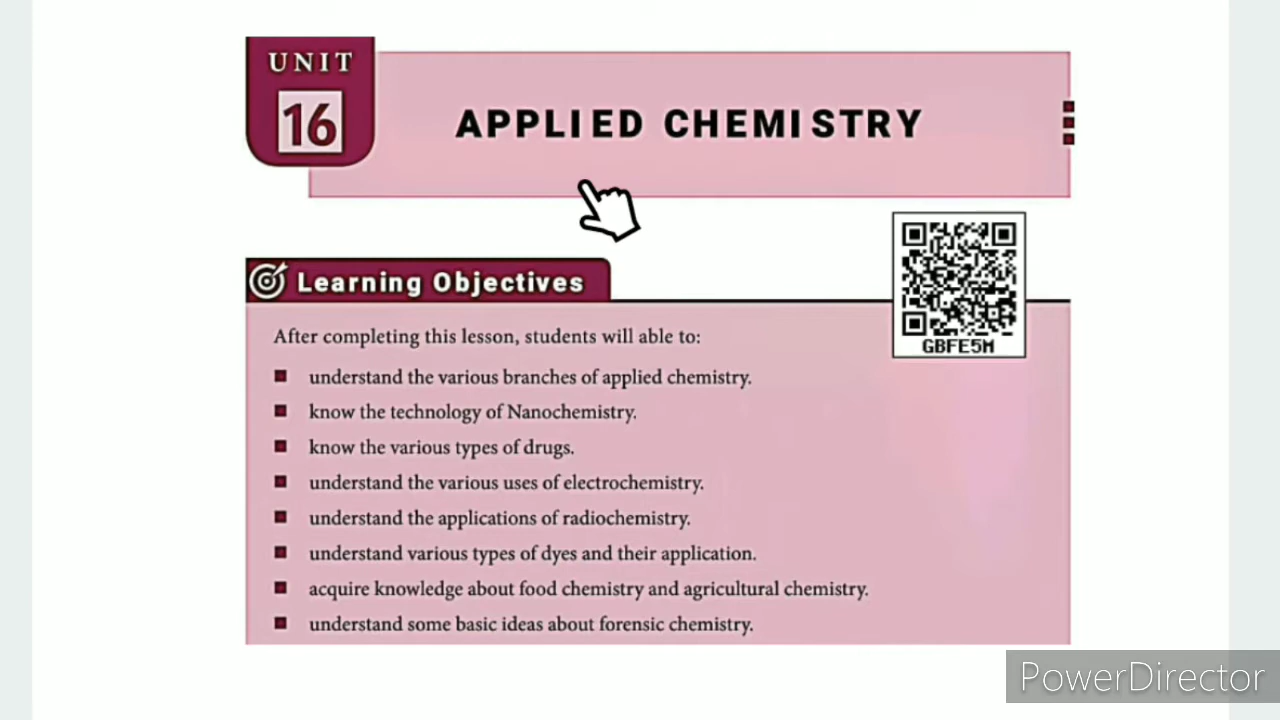 UNIT
16
APPLIED CHEMISTRY
GBFE5M
Learning Objectives
After completing this lesson, students will able to:
understand the various branches of applied chemistry.
know the technology of Nanochemistry.
know the various types of drugs.
understand the various uses of electrochemistry.
understand the applications of radiochemistry.
understand various types of dyes and their application.
acquire knowledge about food chemistry and agricultural chemistry.
understand some basic ideas about forensic chemistry.
PowerDirector